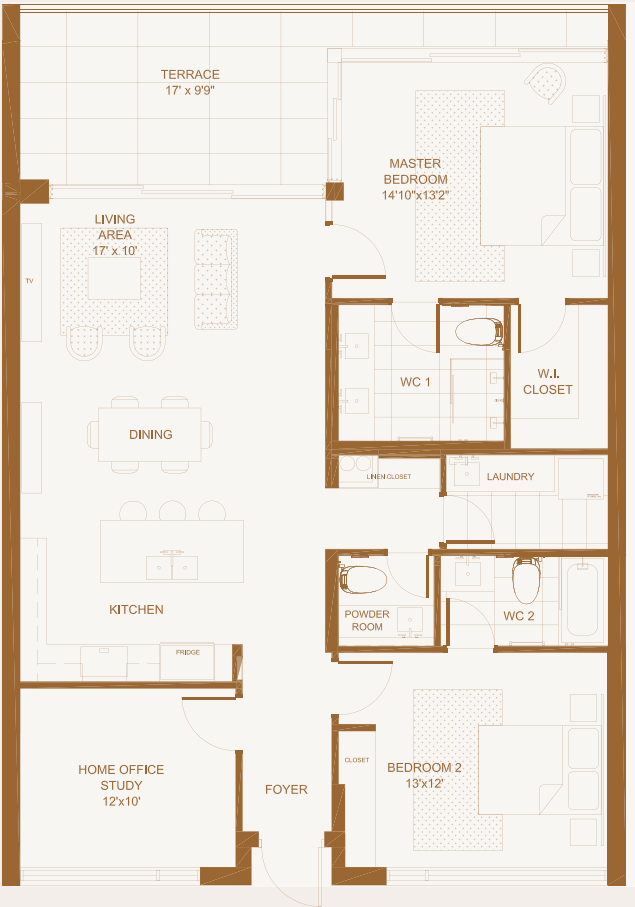 TERRACE
17' x 9'9"
MASTER
BEDROOM
14'10"x13'2"
LIVING
AREA
17' x 10'
TV
WC 1
W.I.
CLOSET
DINING
LINEN CLOSET
LAUNDRY
KITCHEN
POWDER
ROOM
WC 2
FRIDGE
HOME OFFICE
STUDY
12'x10'
FOYER
CLOSET
BEDROOM 2
13'x12'